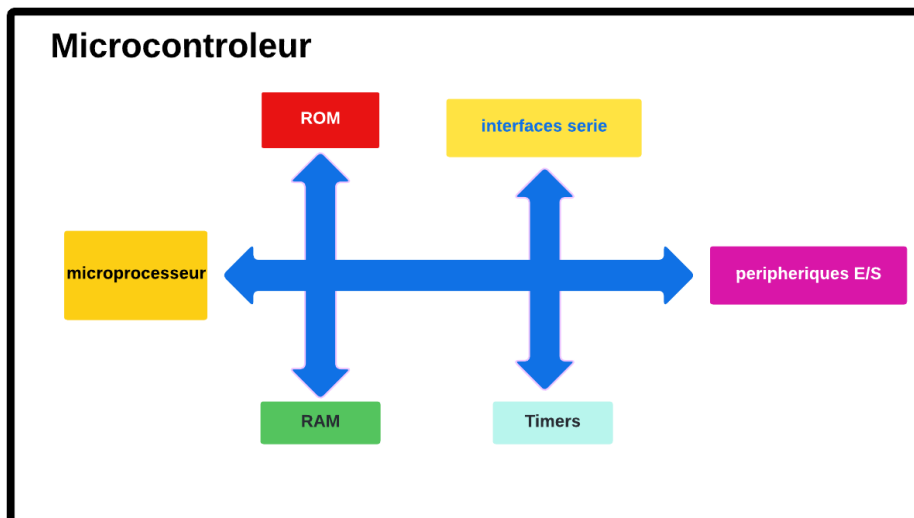 Microcontroleur
ROM
interfaces serie
microprocesseur
peripheriques E/S
RAM
Timers